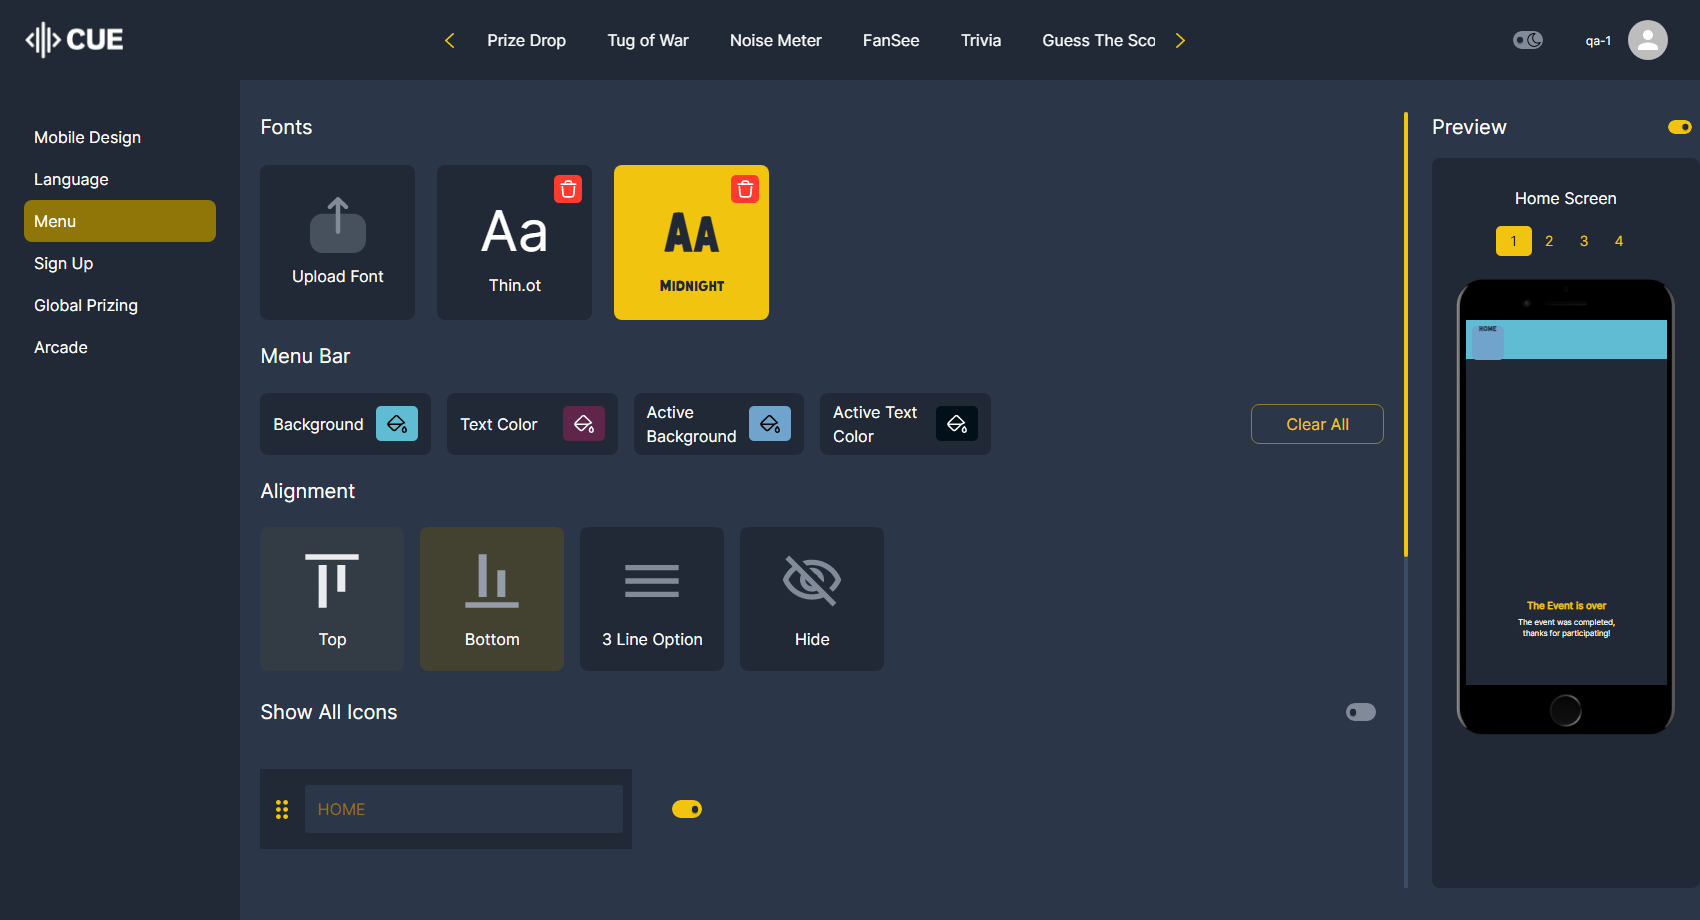 CUE
Prize Drop
Tug of War
Noise Meter
FanSee
Trivia
Guess The Sco
qa-1
Mobile Design
Language
Menu
Sign Up
Global Prizing
Arcade
Fonts
Upload Font
Aa
Thin.ot
AA
MIDNIGHT
Menu Bar
Background
Text Color
Active
Background
Active Text
Color
Clear All
Alignment
Top
Bottom
3 Line Option
Hide
Show All Icons
HOME
Preview
Home Screen
1 2 3 4
HOME
The Event is over
The event was completed,
thanks for participating!